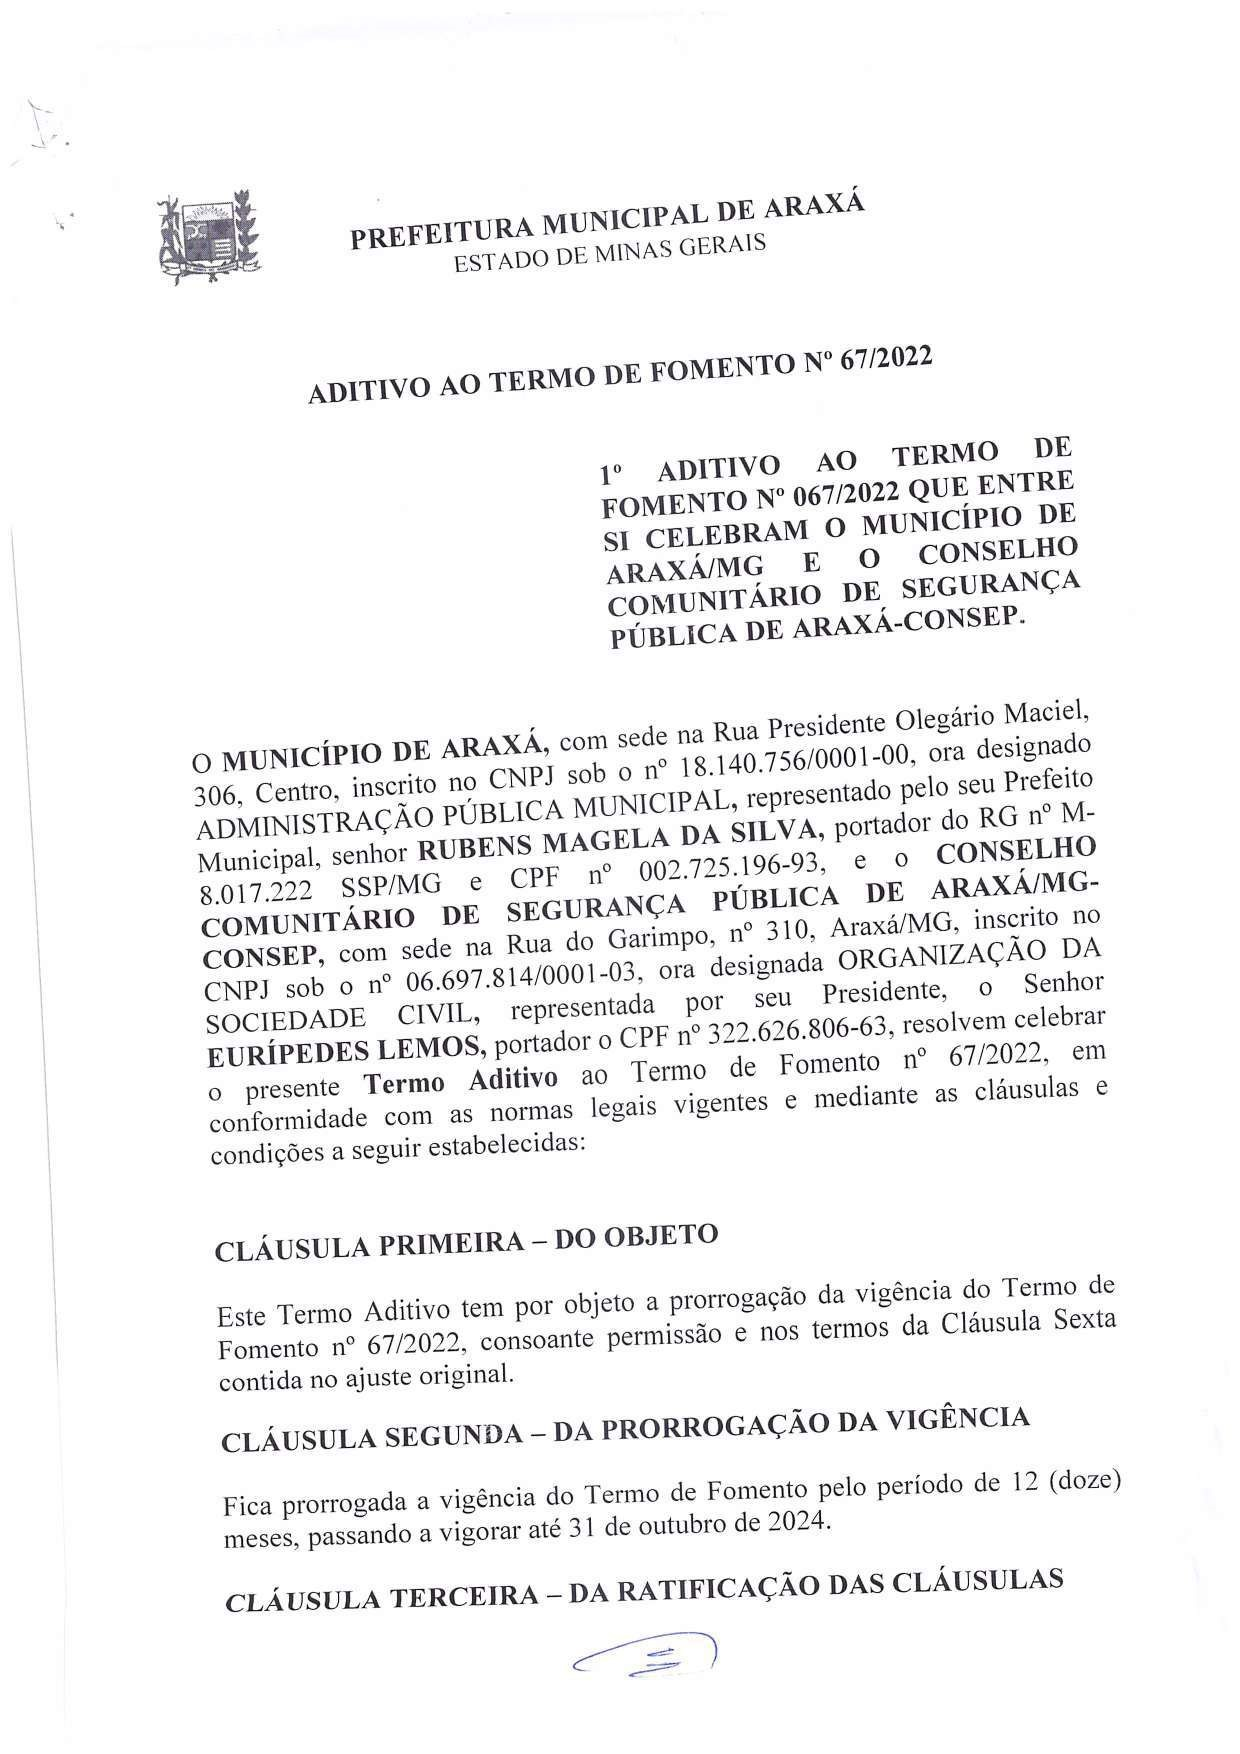 PREFEITURA MUNICIPAL DE ARAXÁ
ESTADO DE MINAS GERAIS
ADITIVO AO TERMO DE FOMENTO Nº 67/2022
1º ADITIVO AO TERMO DE
FOMENTO Nº 067/2022 QUE ENTRE
SI CELEBRAM O MUNICÍPIO DE
ARAXÁ/MG E O CONSELHO
COMUNITÁRIO DE SEGURANÇA
PÚBLICA DE ARAXÁ-CONSEP.
O MUNICÍPIO DE ARAXÁ, com sede na Rua Presidente Olegário Maciel,
306, Centro, inscrito no CNPJ sob o nº 18.140.756/0001-00, ora designado
ADMINISTRAÇÃO PÚBLICA MUNICIPAL, representado pelo seu Prefeito
Municipal, senhor RUBENS MAGELA DA SILVA, portador do RG nº M-
8.017.222 SSP/MG e CPF nº 002.725.196-93, e o CONSELHO
COMUNITÁRIO DE SEGURANÇA PÚBLICA DE ARAXÁ/MG-
CONSEP, com sede na Rua do Garimpo, nº 310, Araxá/MG, inscrito no
CNPJ sob o nº 06.697.814/0001-03, ora designada ORGANIZAÇÃO DA
SOCIEDADE CIVIL, representada por seu Presidente, o Senhor
EURÍPEDES LEMOS, portador o CPF nº 322.626.806-63, resolvem celebrar
o presente Termo Aditivo ao Termo de Fomento nº 67/2022, em
conformidade com as normas legais vigentes e mediante as cláusulas e
condições a seguir estabelecidas:
CLÁUSULA PRIMEIRA – DO OBJETO
Este Termo Aditivo tem por objeto a prorrogação da vigência do Termo de
Fomento nº 67/2022, consoante permissão e nos termos da Cláusula Sexta
contida no ajuste original.
CLÁUSULA SEGUNDA – DA PRORROGAÇÃO DA VIGÊNCIA
Fica prorrogada a vigência do Termo de Fomento pelo período de 12 (doze)
meses, passando a vigorar até 31 de outubro de 2024.
CLÁUSULA TERCEIRA – DA RATIFICAÇÃO DAS CLÁUSULAS